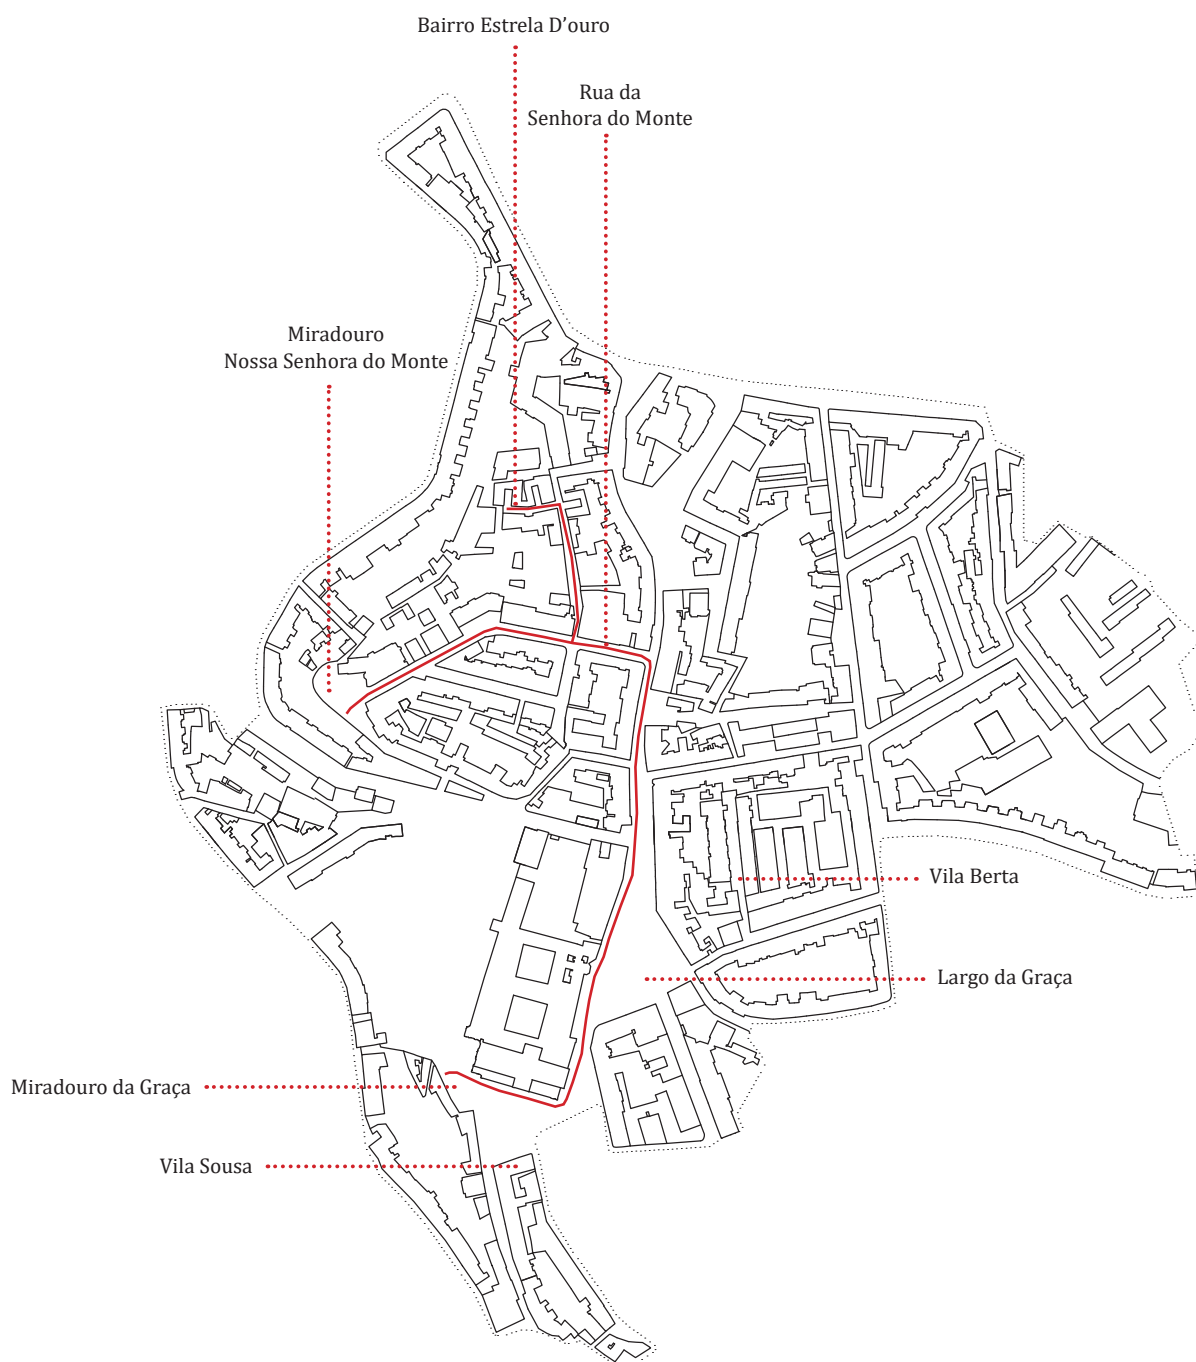 Bairro Estrela D’ouro
Rua da
Senhora do Monte
Miradouro
Nossa Senhora do Monte
Vila Berta
Largo da Graça
Miradouro da Graça
Vila Sousa